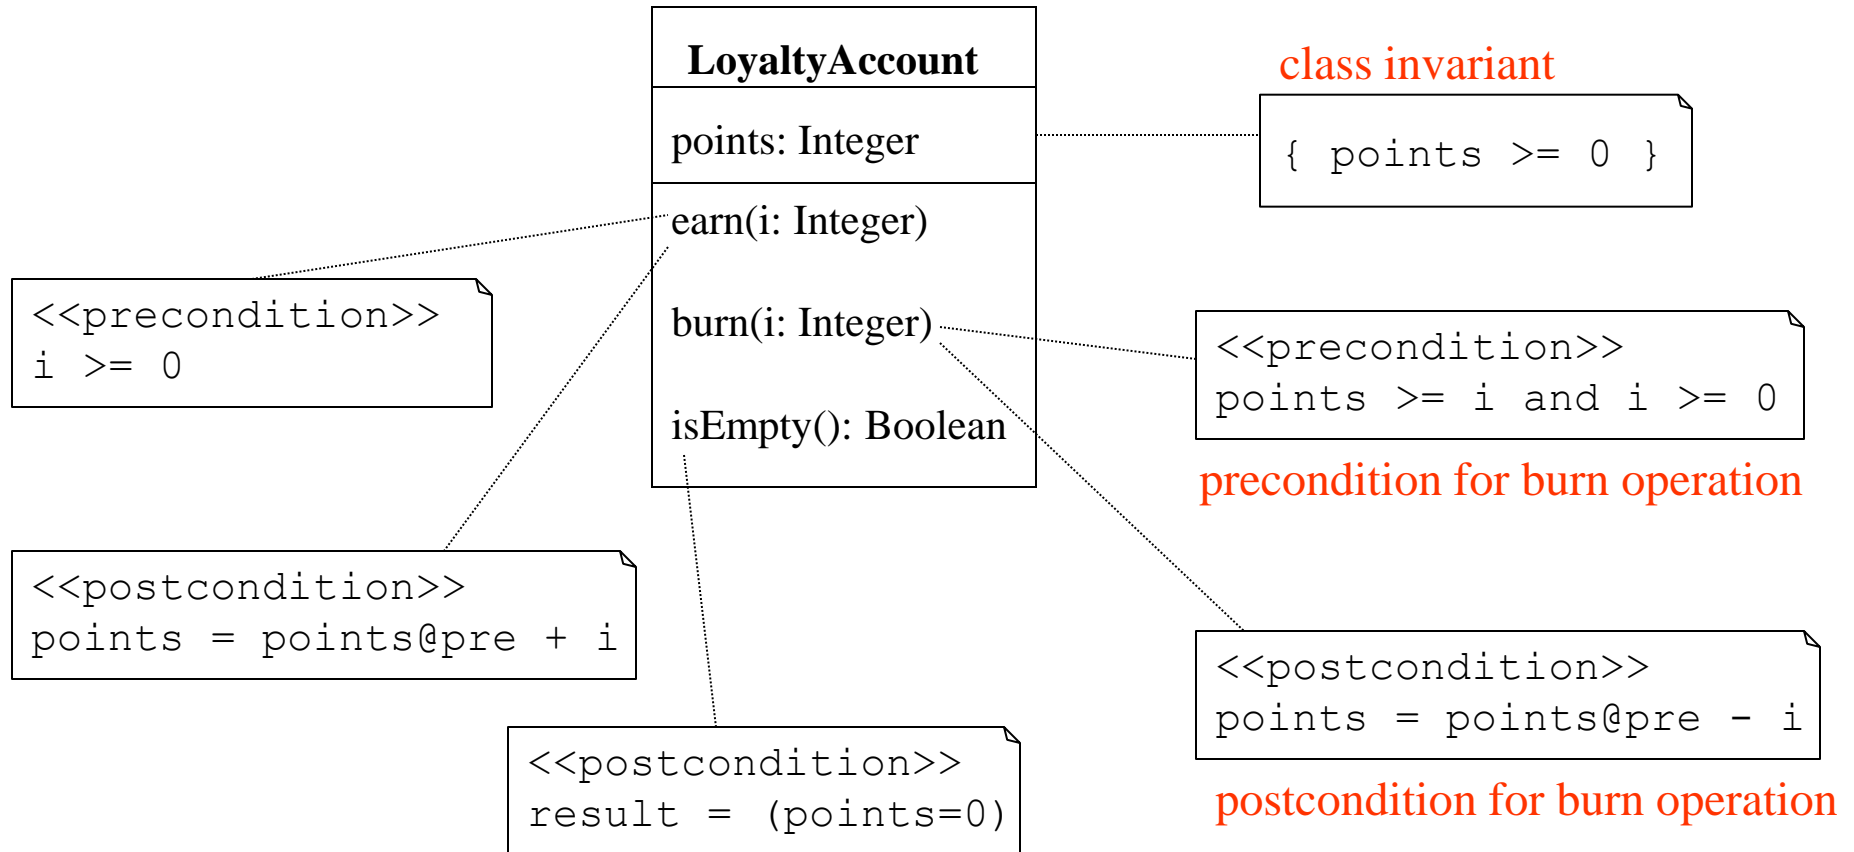 LoyaltyAccount
points: Integer
earn(i: Integer)
burn(i: Integer)
isEmpty(): Boolean
class invariant
{ points >= 0 }
<<precondition>>
i >= 0
<<postcondition>>
points = points@pre + i
<<postcondition>>
result = (points=0)
<<precondition>>
points >= i and i >= 0
precondition for burn operation
<<postcondition>>
points = points@pre - i
postcondition for burn operation